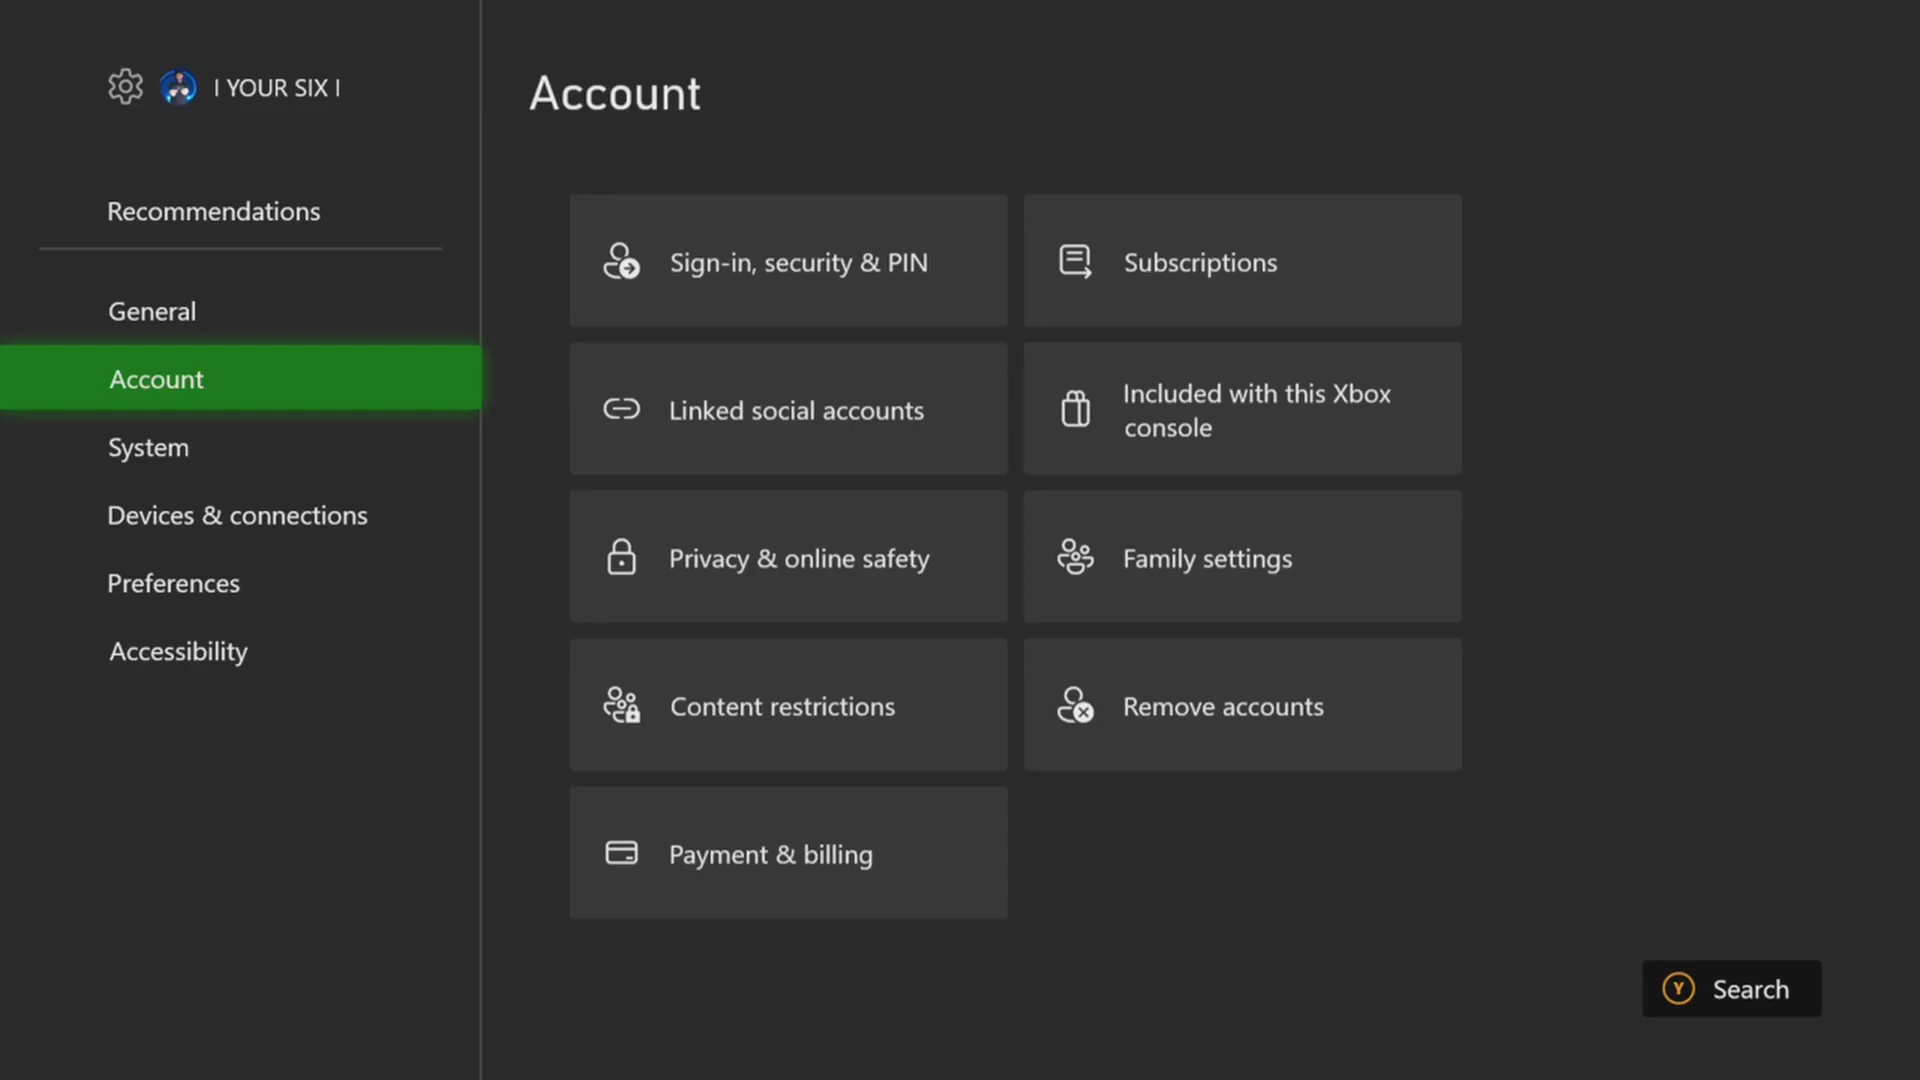 I YOUR SIX I
Recommendations
General
Account
System
Devices & connections
Preferences
Accessibility
Account
Sign-in, security & PIN
Subscriptions
Linked social accounts
Included with this Xbox
console
Privacy & online safety
Family settings
Content restrictions
Remove accounts
Payment & billing
Y Search